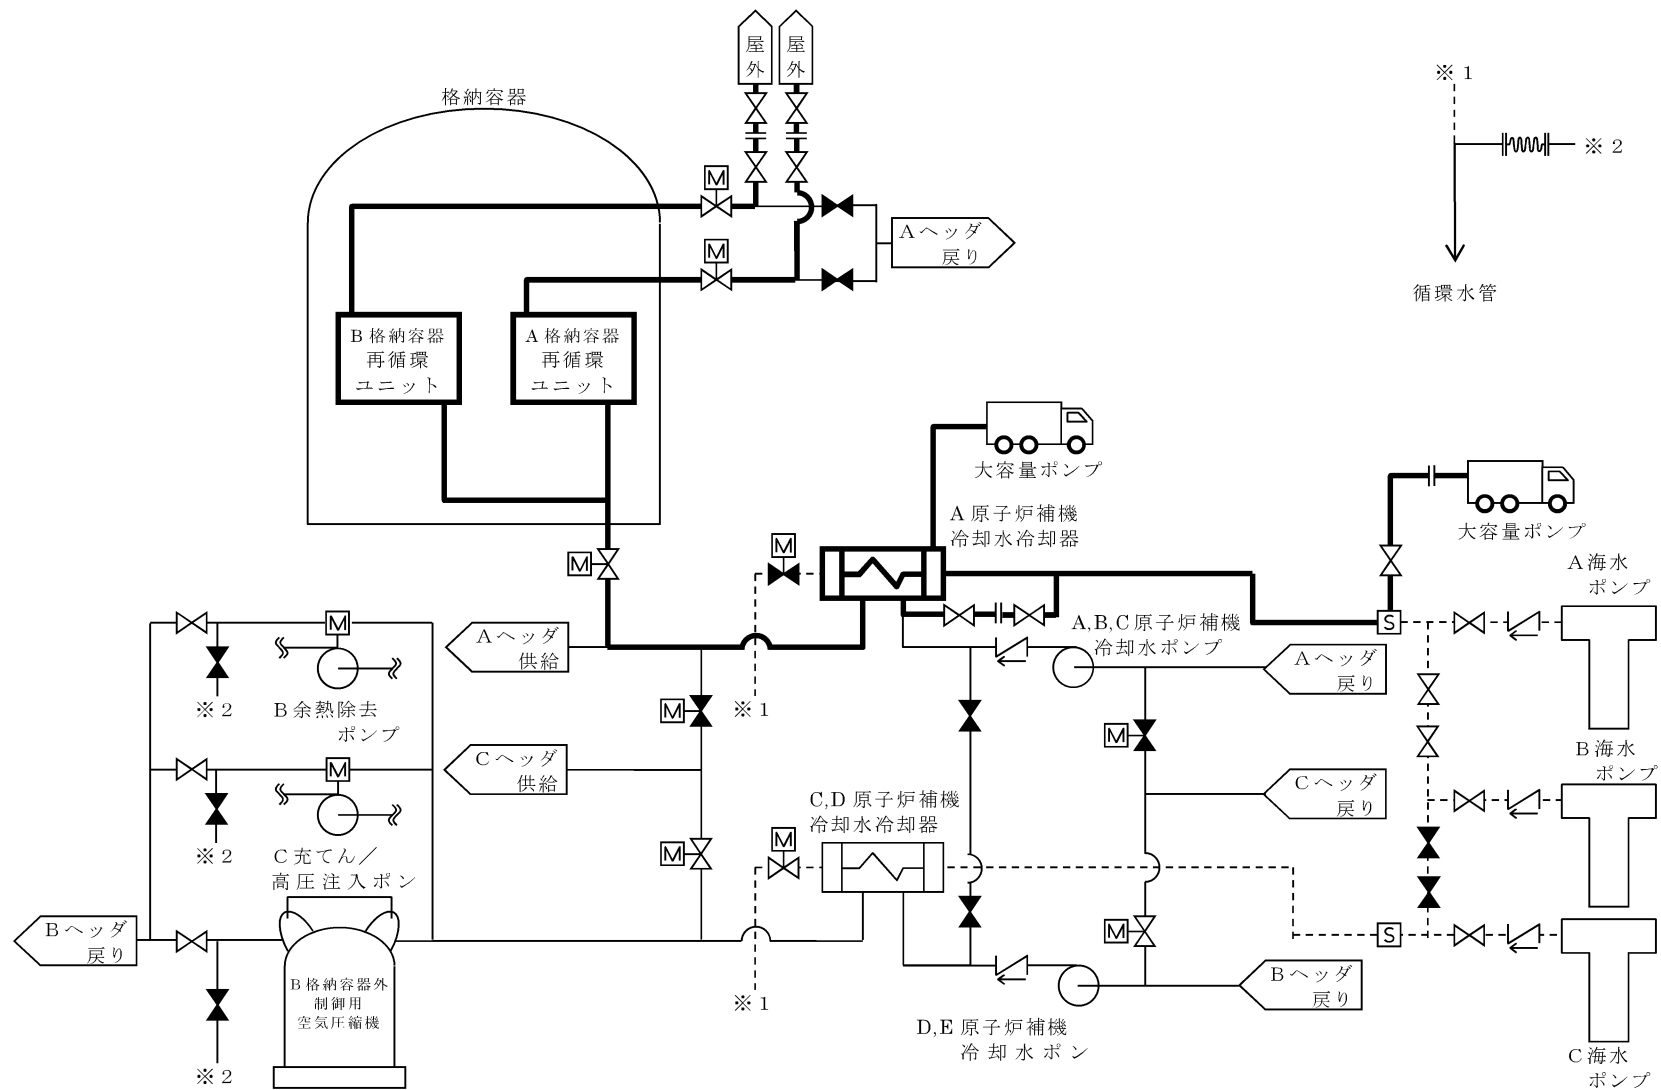 屋外
屋外
※1
※2
循環水管
格納容器
M
M
Aヘッダ
戻り
B格納容器
再循環
ユニット
A格納容器
再循環
ユニット
大容量ポンプ
大容量ポンプ
A原子炉補機
冷却水冷却器
M
M
A海水
ポンプ
S
A,B,C原子炉補機
冷却水ポンプ
Aヘッダ
供給
Aヘッダ
戻り
M
※2
B余熱除去
ポンプ
M
※1
M
B海水
ポンプ
Cヘッダ
供給
Cヘッダ
戻り
M
※2
C充てん／
高圧注入ポン
C,D原子炉補機
冷却水冷却器
M
M
Bヘッダ
戻り
M
S
B格納容器外
制御用
空気圧縮機
※1
Bヘッダ
戻り
D,E原子炉補機
冷却水ポン
※2
C海水
ポンプ